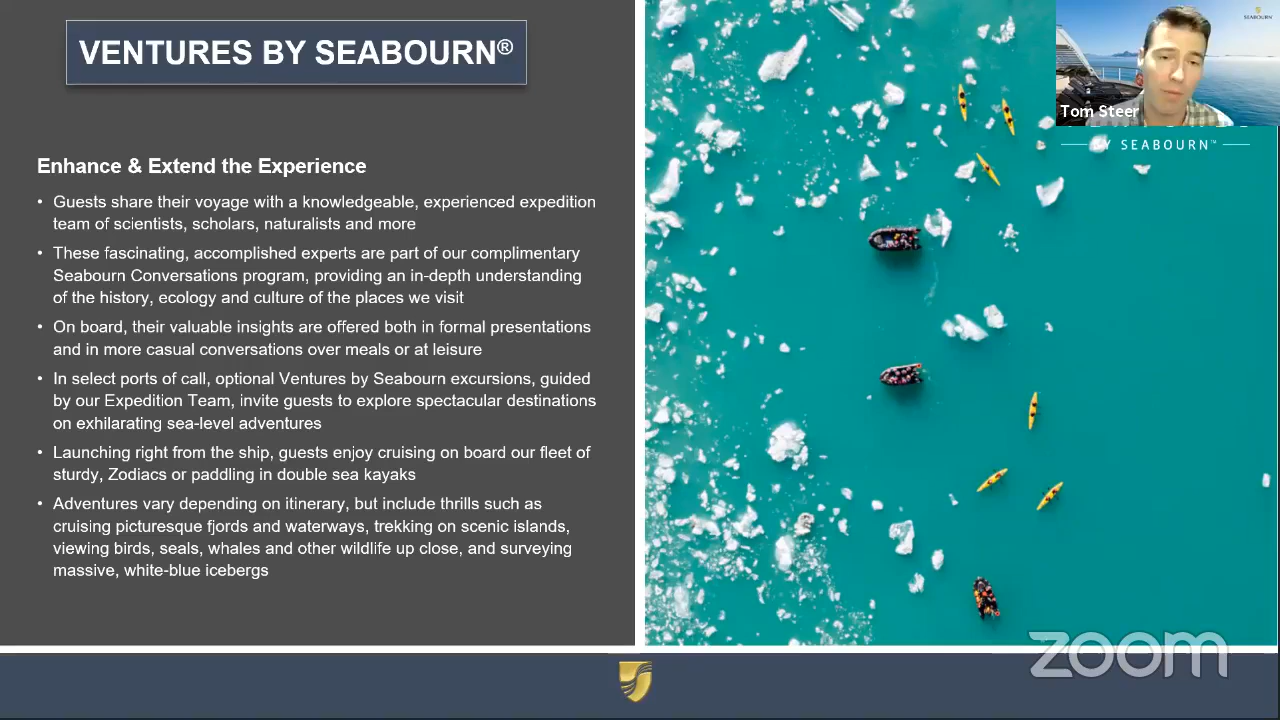 VENTURES BY SEABOURN®
Enhance & Extend the Experience
• Guests share their voyage with a knowledgeable, experienced expedition
team of scientists, scholars, naturalists and more
• These fascinating, accomplished experts are part of our complimentary
Seabourn Conversations program, providing an in-depth understanding
of the history, ecology and culture of the places we visit
• On board, their valuable insights are offered both in formal presentations
and in more casual conversations over meals or at leisure
• In select ports of call, optional Ventures by Seabourn excursions, guided
by our Expedition Team, invite guests to explore spectacular destinations
on exhilarating sea-level adventures
• Launching right from the ship, guests enjoy cruising on board our fleet of
sturdy, Zodiacs or paddling in double sea kayaks
• Adventures vary depending on itinerary, but include thrills such as
cruising picturesque fjords and waterways, trekking on scenic islands,
viewing birds, seals, whales and other wildlife up close, and surveying
massive, white-blue icebergs
SEABOURN
Tom Steer
BY SEABOURN™
zoom